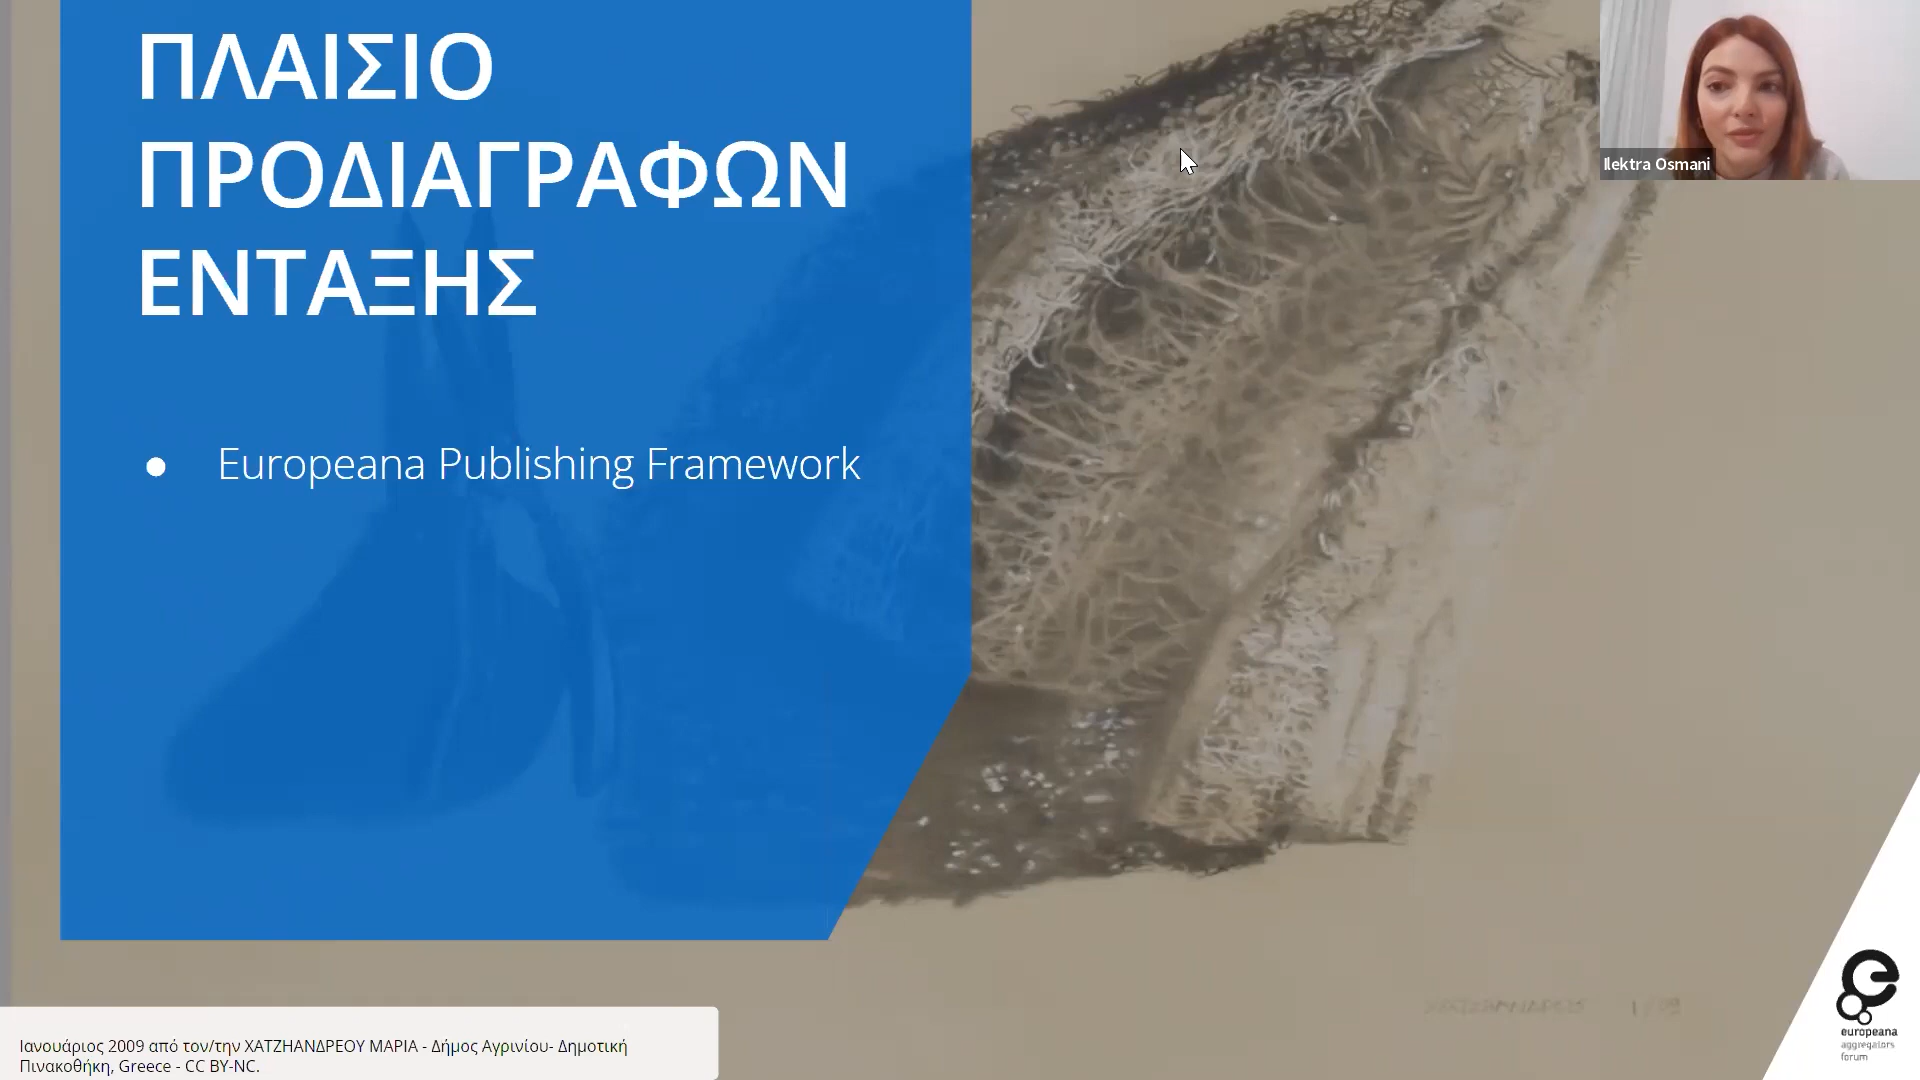 ΠΛΑΙΣΙΟ
ΠΡΟΔΙΑΓΡΑΦΩΝ
ΕΝΤΑΞΗΣ
● Europeana Publishing Framework
Ilektra Osmani
Ιανουάριος 2009 από τον/την ΧΑΤΖΗΑΝΔΡΕΟΥ ΜΑΡΙΑ - Δήμος Αγρινίου- Δημοτική
Πινακοθήκη, Greece - CC BY-NC.
europeana
aggregators
forum